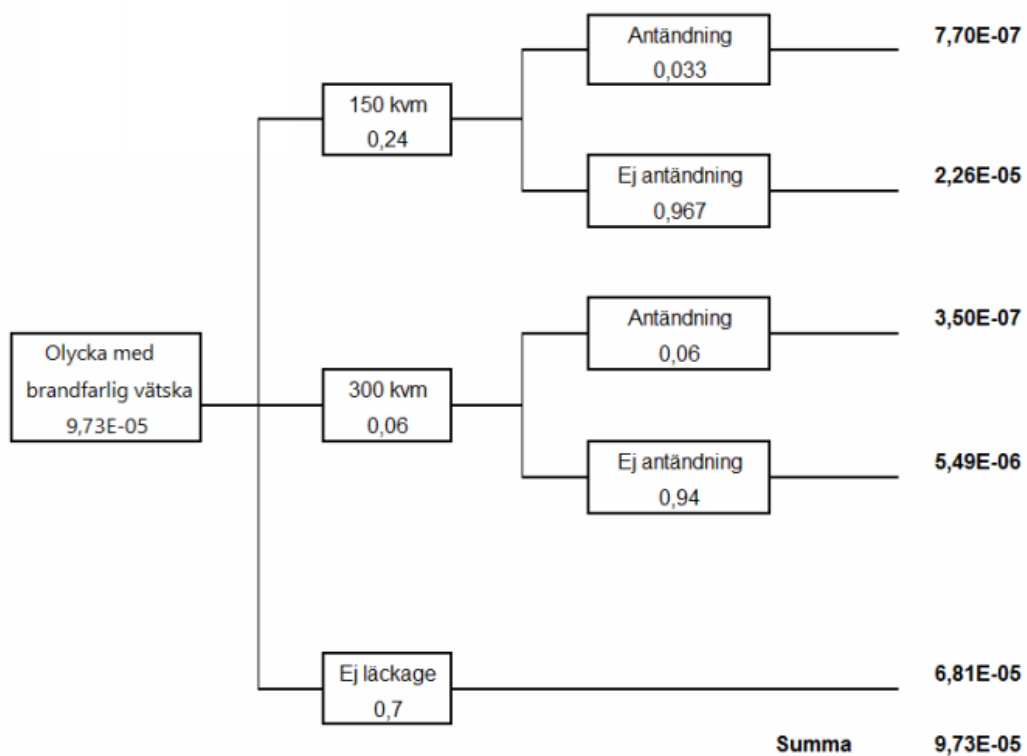 Antändning
0,033
7,70E-07
150 kvm
0,24
Ej antändning
0,967
2,26E-05
Antändning
0,06
3,50E-07
Olycka med
brandfarlig vätska
9,73E-05
300 kvm
0,06
Ej antändning
0,94
5,49E-06
Ej läckage
0,7
6,81E-05
Summa 9,73E-05